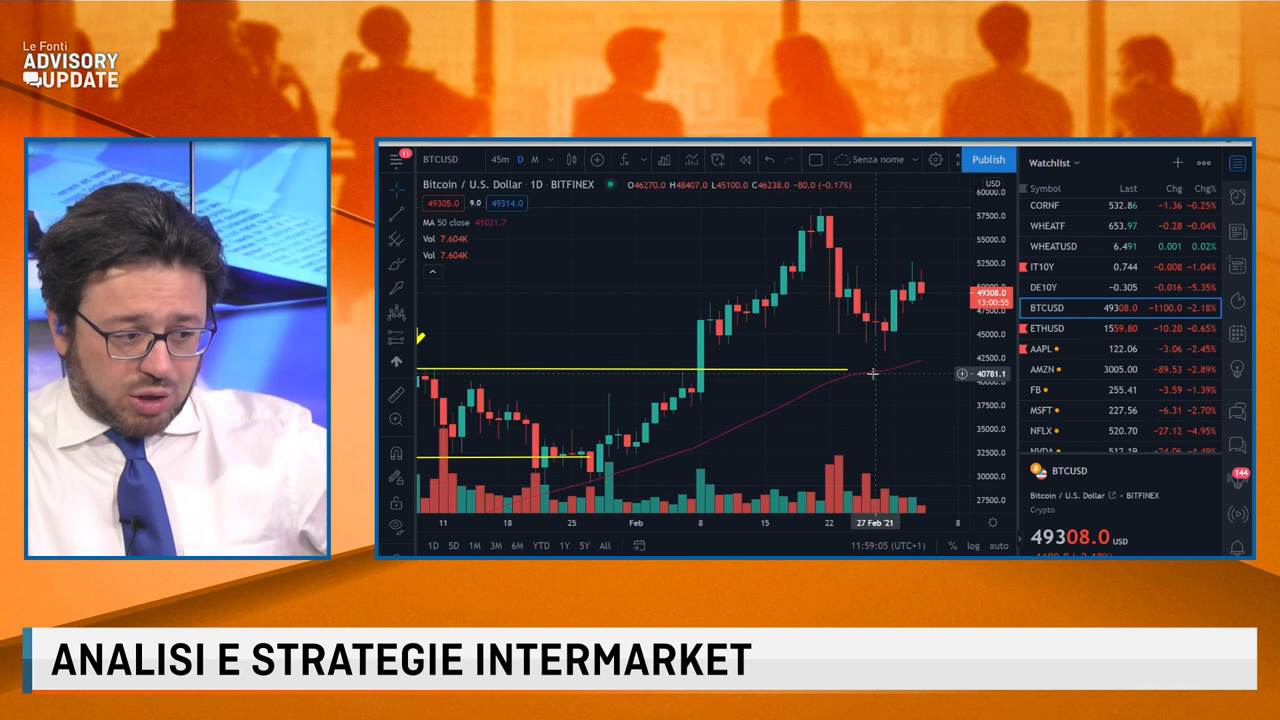 Le Fonti
ADVISORY
UPDATE
11
BTCUSD 45m D M Senza nome Publish
Bitcoin / U.S. Dollar · 1D · BITFINEX O46270.0 H48407.0 L45100.0 C46238.0 −80.0 (−0.17%)
49305.0 9.0 49314.0
MA 50 close 41021.7
Vol 7.604K
Vol 7.604K
USD
60000.0
57500.0
55000.0
52500.0
49308.0
13:00:55
47500.0
45000.0
42500.0
40781.1
37500.0
35000.0
32500.0
30000.0
27500.0
11 18 25 Feb 8 15 22 27 Feb '21 8
1D 5D 1M 3M 6M YTD 1Y 5Y All 11:59:05 (UTC+1) % log auto
Watchlist
Symbol Last Chg Chg%
CORNF 532.86 −1.36 −0.25%
WHEATF 653.97 −0.28 −0.04%
WHEATUSD 6.491 0.001 0.02%
IT10Y 0.744 −0.008 −1.04%
DE10Y −0.305 −0.016 −5.35%
BTCUSD 49308.0 −1100.0 −2.18%
ETHUSD 1559.80 −10.20 −0.65%
AAPL 122.06 −3.06 −2.45%
AMZN 3005.00 −89.53 −2.89%
FB 255.41 −3.59 −1.39%
MSFT 227.56 −6.31 −2.70%
NFLX 520.70 −27.12 −4.95%
BTCUSD
Bitcoin / U.S. Dollar · BITFINEX
Crypto
49308.0 USD
144
ANALISI E STRATEGIE INTERMARKET